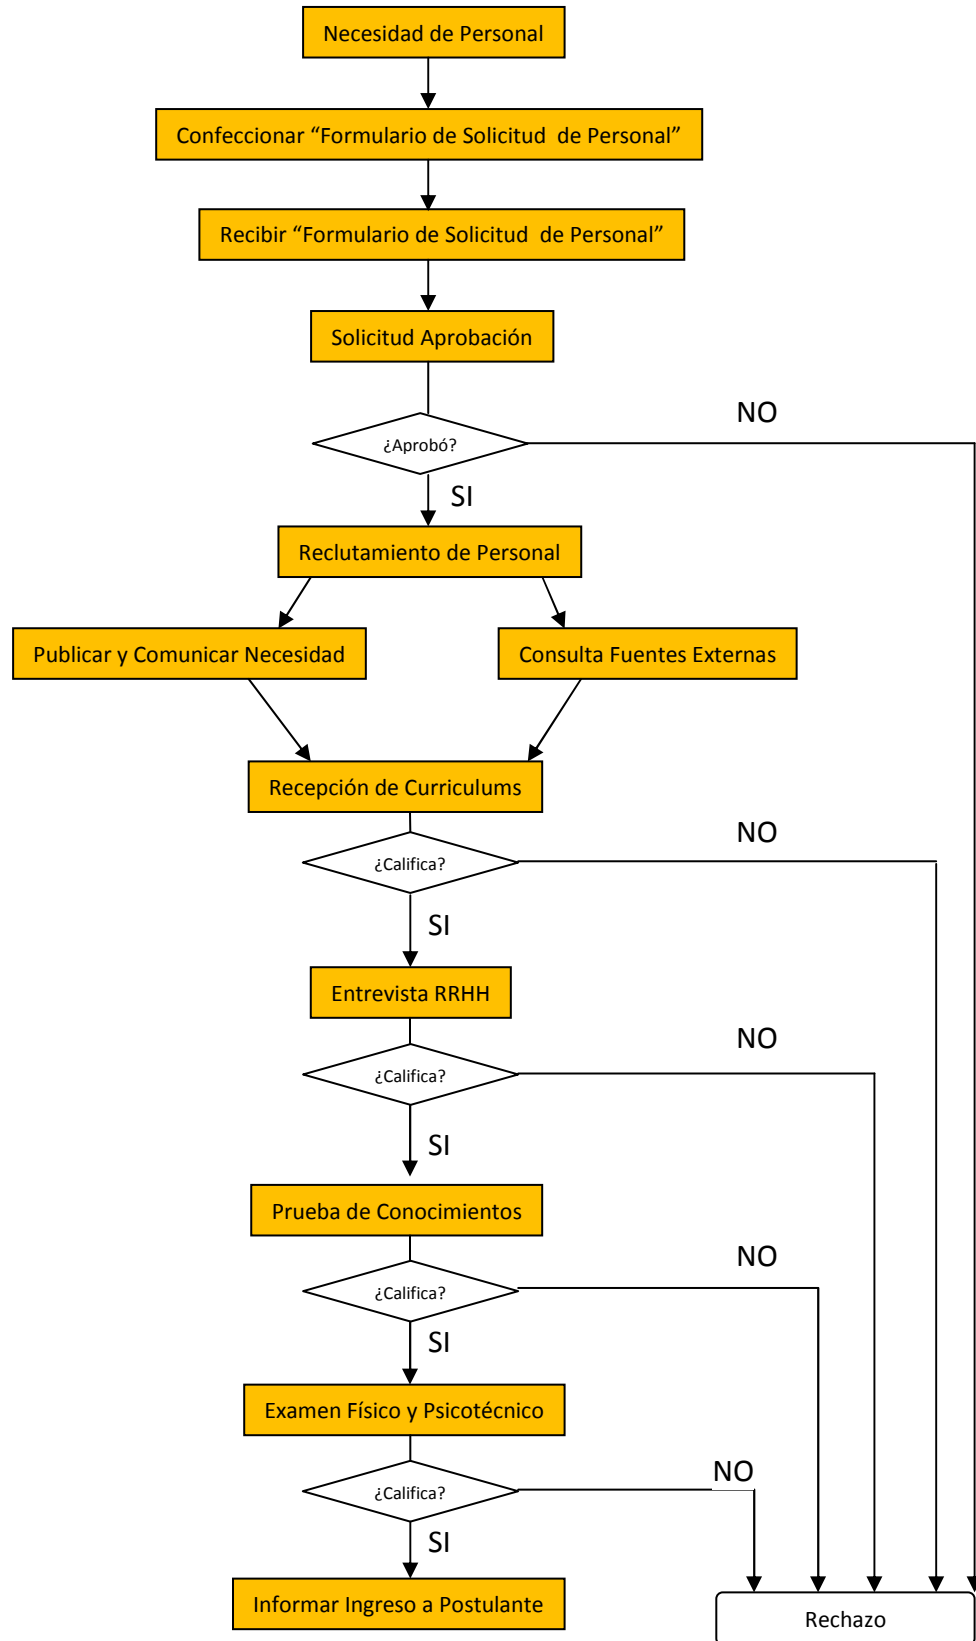 Necesidad de Personal
Confeccionar “Formulario de Solicitud  de Personal”
Recibir “Formulario de Solicitud  de Personal”
Solicitud Aprobación
NO
¿Aprobó?
SI
Reclutamiento de Personal
Publicar y Comunicar Necesidad
Consulta Fuentes Externas
Recepción de Curriculums
NO
¿Califica?
SI
Entrevista RRHH
NO
¿Califica?
SI
Prueba de Conocimientos
NO
¿Califica?
SI
Examen Físico y Psicotécnico
NO
¿Califica?
SI
Informar Ingreso a Postulante
Rechazo